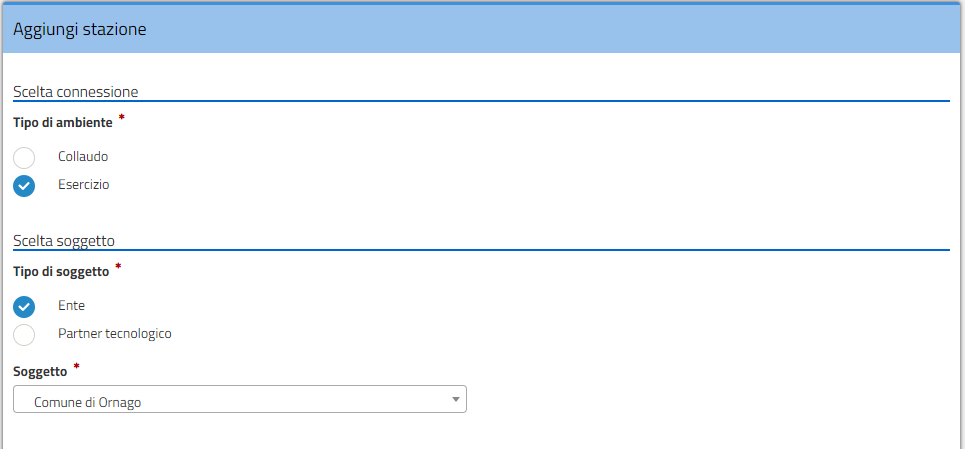 Aggiungi stazione
Scelta connessione
Tipo di ambiente *
Collaudo
Esercizio
Scelta soggetto
Tipo di soggetto *
Ente
Partner tecnologico
Soggetto *
Comune di Ornago